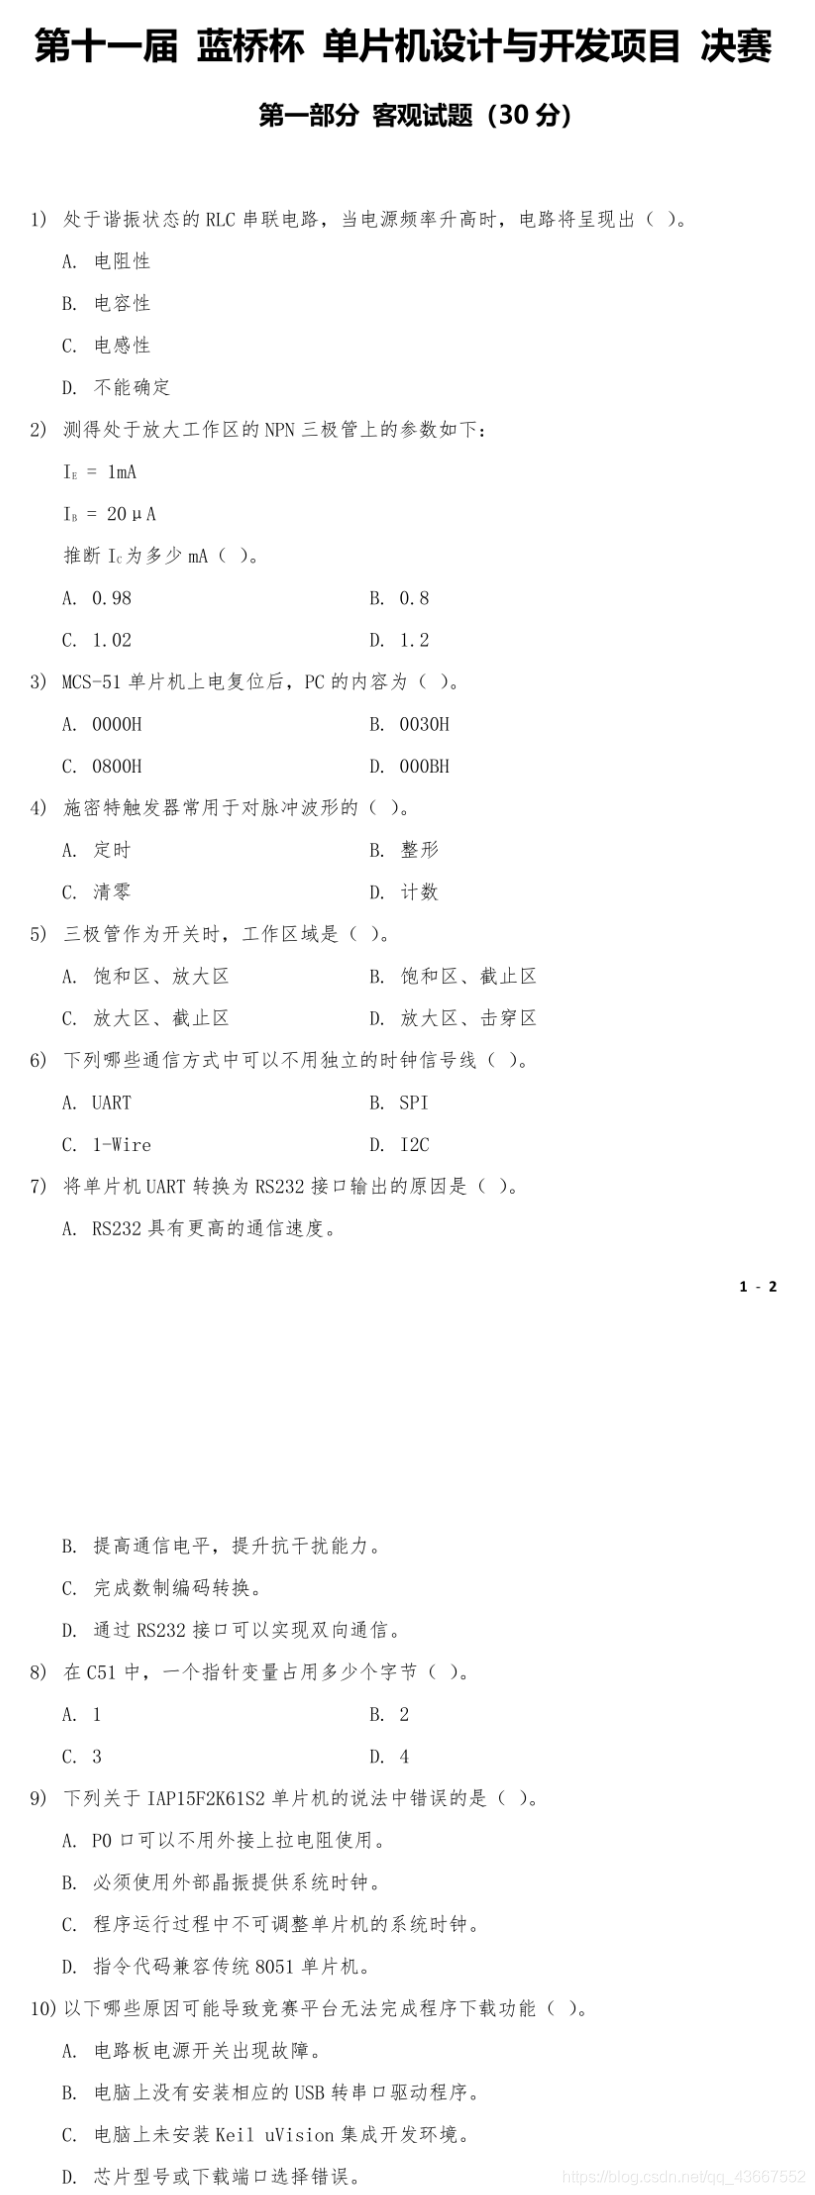 第十一届 蓝桥杯 单片机设计与开发项目 决赛
第一部分 客观试题（30 分）
1) 处于谐振状态的 RLC 串联电路，当电源频率升高时，电路将呈现出（ ）。
A. 电阻性
B. 电容性
C. 电感性
D. 不能确定
2) 测得处于放大工作区的 NPN 三极管上的参数如下：
IE = 1mA
IB = 20μA
推断 IC 为多少 mA（ ）。
A. 0.98 B. 0.8
C. 1.02 D. 1.2
3) MCS-51 单片机上电复位后，PC 的内容为（ ）。
A. 0000H B. 0030H
C. 0800H D. 000BH
4) 施密特触发器常用于对脉冲波形的（ ）。
A. 定时 B. 整形
C. 清零 D. 计数
5) 三极管作为开关时，工作区域是（ ）。
A. 饱和区、放大区 B. 饱和区、截止区
C. 放大区、截止区 D. 放大区、击穿区
6) 下列哪些通信方式中可以不用独立的时钟信号线（ ）。
A. UART B. SPI
C. 1-Wire D. I2C
7) 将单片机 UART 转换为 RS232 接口输出的原因是（ ）。
A. RS232 具有更高的通信速度。
1 - 2
B. 提高通信电平，提升抗干扰能力。
C. 完成数制编码转换。
D. 通过 RS232 接口可以实现双向通信。
8) 在 C51 中，一个指针变量占用多少个字节（ ）。
A. 1 B. 2
C. 3 D. 4
9) 下列关于 IAP15F2K61S2 单片机的说法中错误的是（ ）。
A. P0 口可以不用外接上拉电阻使用。
B. 必须使用外部晶振提供系统时钟。
C. 程序运行过程中不可调整单片机的系统时钟。
D. 指令代码兼容传统 8051 单片机。
10) 以下哪些原因可能导致竞赛平台无法完成程序下载功能（ ）。
A. 电路板电源开关出现故障。
B. 电脑上没有安装相应的 USB 转串口驱动程序。
C. 电脑上未安装 Keil uVision 集成开发环境。
D. 芯片型号或下载端口选择错误。
https://blog.csdn.net/qq_43667552